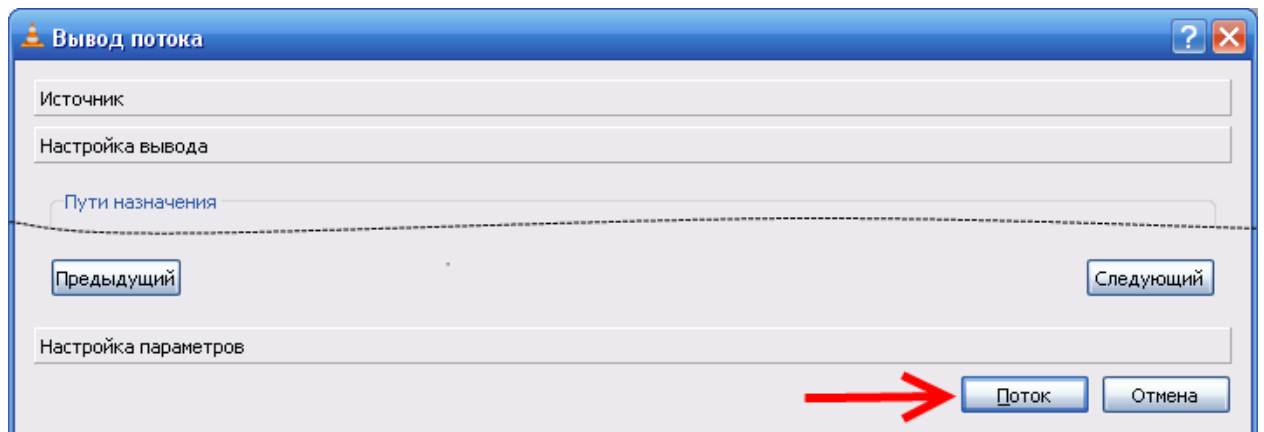 Вывод потока
Источник
Настройка вывода
Пути назначения
Предыдущий Следующий
Настройка параметров
Поток Отмена